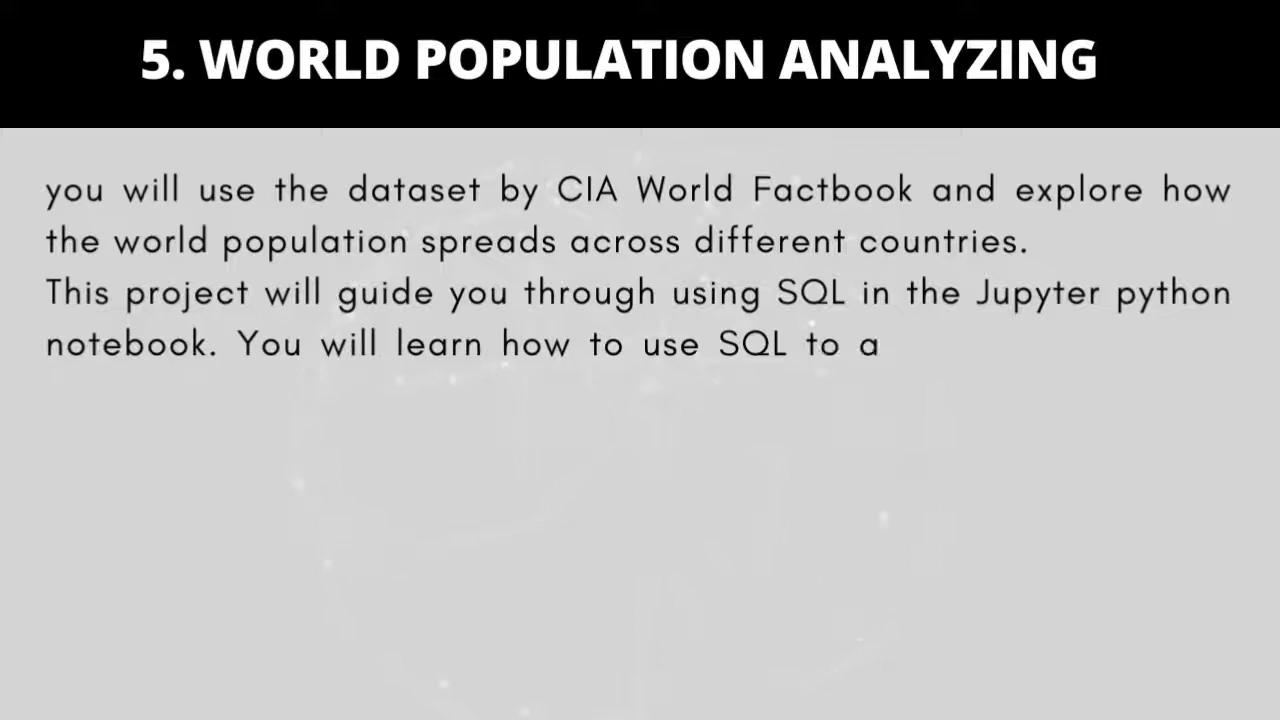 5. WORLD POPULATION ANALYZING
you will use the dataset by CIA World Factbook and explore how
the world population spreads across different countries.
This project will guide you through using SQL in the Jupyter python
notebook. You will learn how to use SQL to a